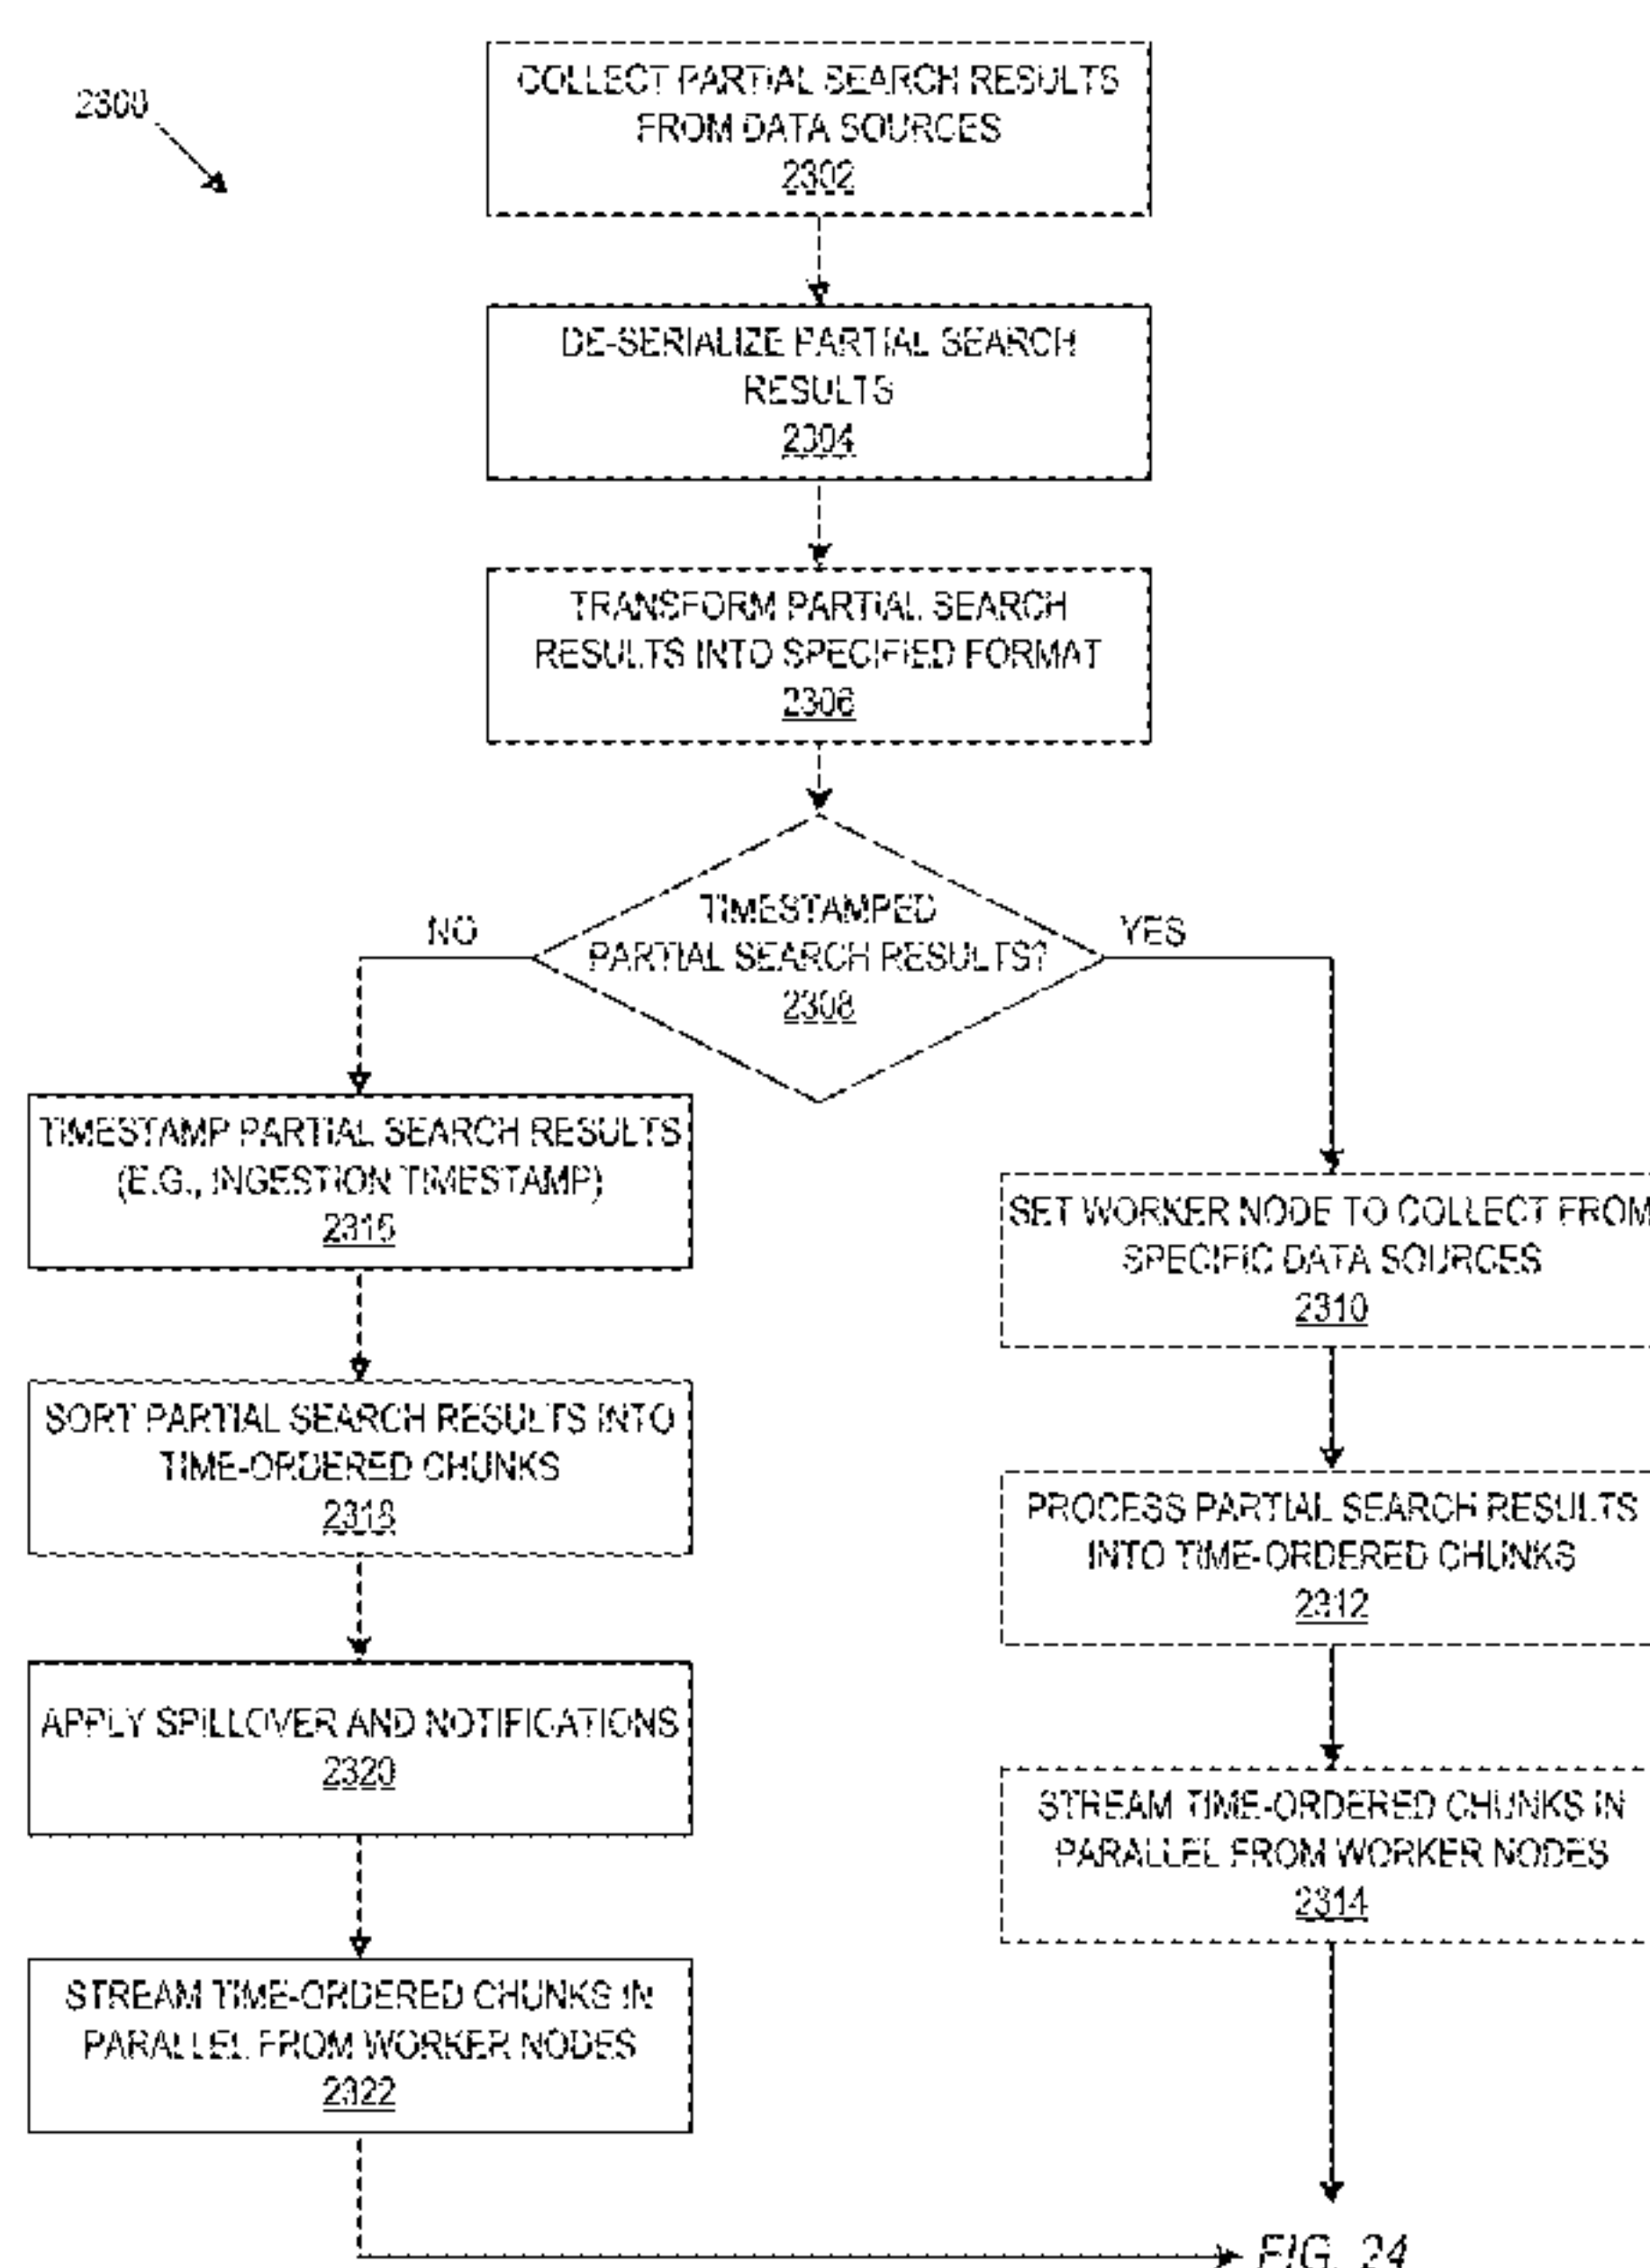 2300
COLLECT PARTIAL SEARCH RESULTS
FROM DATA SOURCES
2302
DE-SERIALIZE PARTIAL SEARCH
RESULTS
2304
TRANSFORM PARTIAL SEARCH
RESULTS INTO SPECIFIED FORMAT
2306
TIMESTAMPED
PARTIAL SEARCH RESULTS?
2308
NO
YES
TIMESTAMP PARTIAL SEARCH RESULTS
(E.G., INGESTION TIMESTAMP)
2316
SORT PARTIAL SEARCH RESULTS INTO
TIME-ORDERED CHUNKS
2318
APPLY SPILLOVER AND NOTIFICATIONS
2320
STREAM TIME-ORDERED CHUNKS IN
PARALLEL FROM WORKER NODES
2322
SET WORKER NODE TO COLLECT FROM
SPECIFIC DATA SOURCES
2310
PROCESS PARTIAL SEARCH RESULTS
INTO TIME-ORDERED CHUNKS
2312
STREAM TIME-ORDERED CHUNKS IN
PARALLEL FROM WORKER NODES
2314
FIG. 24